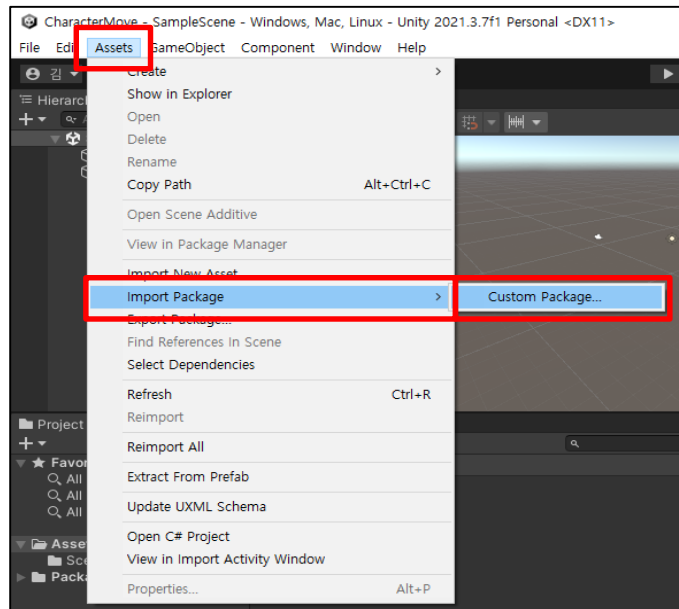 CharacterMove - SampleScene - Windows, Mac, Linux - Unity 2021.3.7f1 Personal <DX11>
File Edi Assets GameObject Component Window Help
김
Create
Hierarc
Show in Explorer
Open
Delete
Rename
Copy Path Alt+Ctrl+C
Open Scene Additive
View in Package Manager
Import New Asset
Import Package Custom Package...
Export Package...
Find References In Scene
Select Dependencies
Refresh Ctrl+R
Reimport
Project
Reimport All
Favor
All
Extract From Prefab
All
Update UXML Schema
All
Open C# Project
Asse
View in Import Activity Window
Sce
Packa
Properties... Alt+P